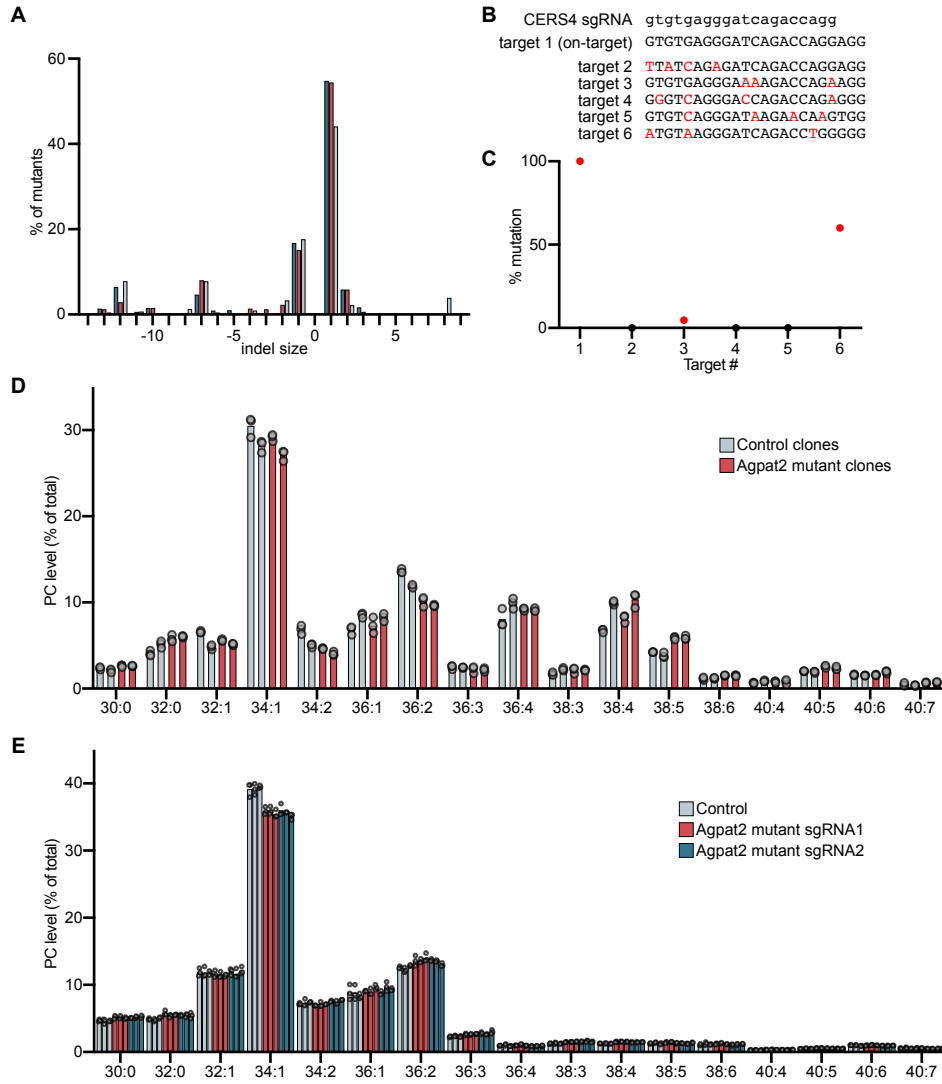 A
60
40
20
0
% of mutants
-10 -5 0 5
indel size
B
CERS4 sgRNA gtgtgagggatcagaccagg
target 1 (on-target) GTGTGAGGGATCAGACCAGGAGG
target 2 TTATCAGAGATCAGACCAGGAGG
target 3 GTGTGAGGGAAAAGACCAGAAGG
target 4 GGGTCAGGGACCAGACCAGAGGG
target 5 GTGTCAGGGATAAGAACAAGTGG
target 6 ATGTAAGGGATCAGACCTGGGGG
C
100
50
0
% mutation
1 2 3 4 5 6
Target #
D
30
20
10
0
PC level (% of total)
Control clones
Agpat2 mutant clones
30:0 32:0 32:1 34:1 34:2 36:1 36:2 36:3 36:4 38:3 38:4 38:5 38:6 40:4 40:5 40:6 40:7
E
40
30
20
10
0
PC level (% of total)
Control
Agpat2 mutant sgRNA1
Agpat2 mutant sgRNA2
30:0 32:0 32:1 34:1 34:2 36:1 36:2 36:3 36:4 38:3 38:4 38:5 38:6 40:4 40:5 40:6 40:7